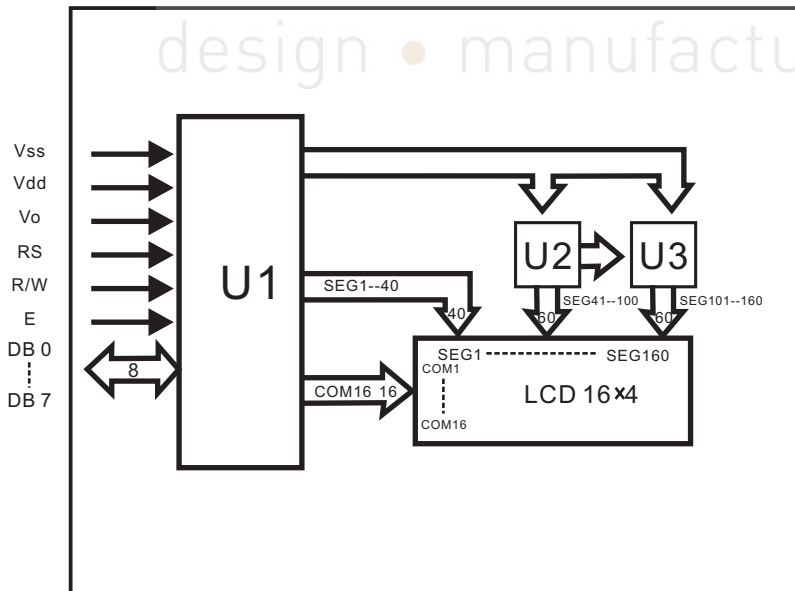 design • manufactu
Vss
Vdd
Vo
RS
R/W
E
DB 0
DB 7
8
U1
U2
U3
SEG1--40
40
SEG41--100
60
SEG101--160
60
COM16 16
SEG1 SEG160
COM1
COM16
LCD 16×4